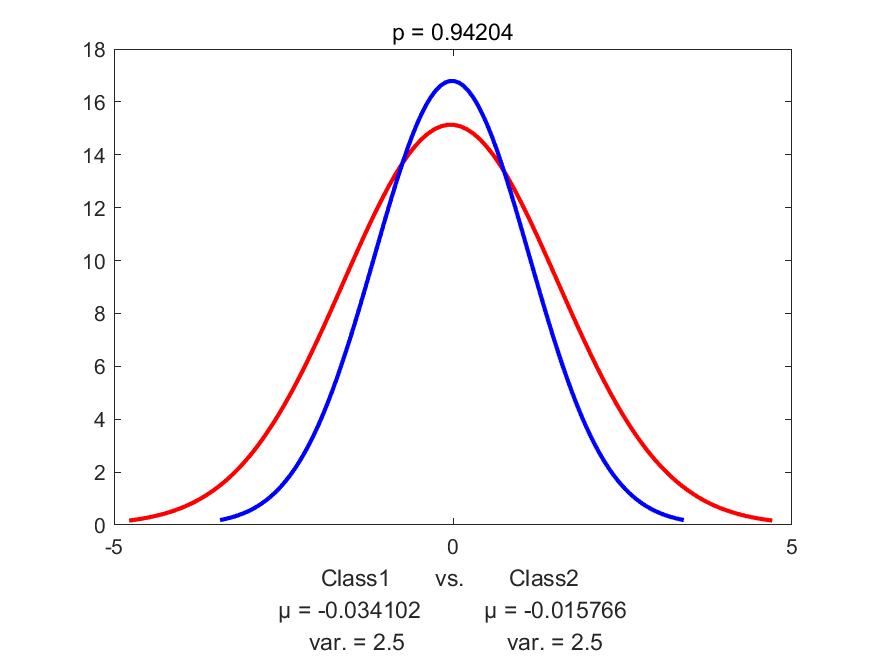 p = 0.94204
18
16
14
12
10
8
6
4
2
0
-5 0 5
Class1 vs. Class2
μ = -0.034102 μ = -0.015766
var. = 2.5 var. = 2.5